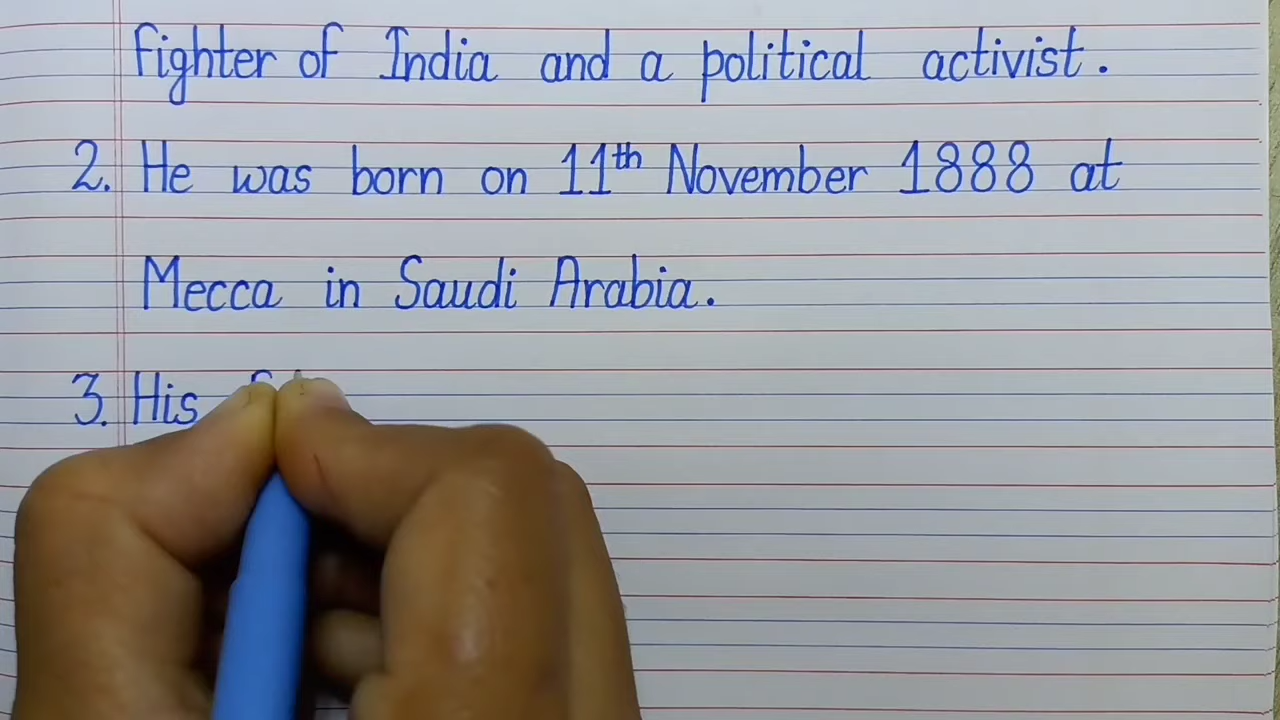 fighter of India and a political activist.
2. He was born on 11th November 1888 at
Mecca in Saudi Arabia.
3. His